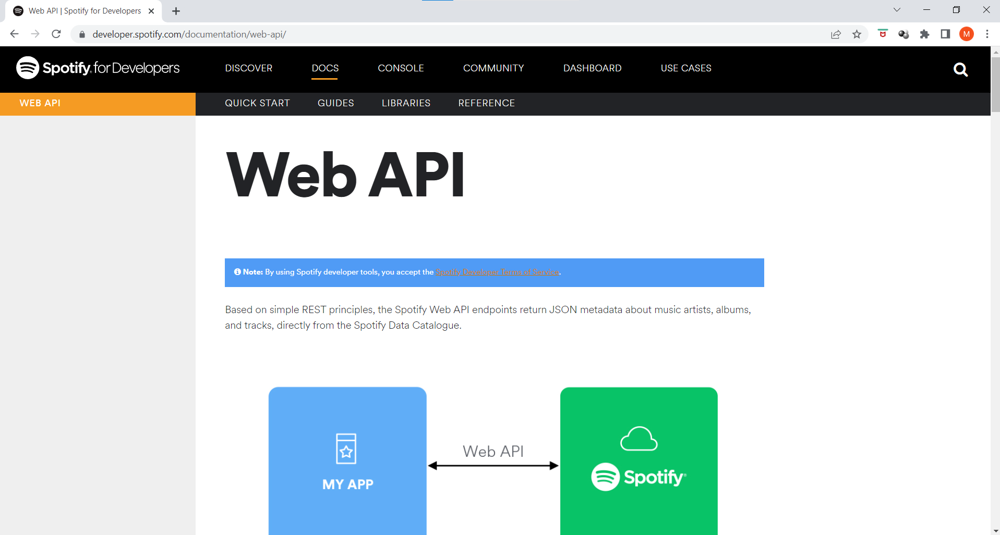 Web API | Spotify for Developers
developer.spotify.com/documentation/web-api/
M
Spotify for Developers
DISCOVER
DOCS
CONSOLE
COMMUNITY
DASHBOARD
USE CASES
WEB API
QUICK START
GUIDES
LIBRARIES
REFERENCE
Web API
Note: By using Spotify developer tools, you accept the Spotify Developer Terms of Service.
Based on simple REST principles, the Spotify Web API endpoints return JSON metadata about music artists, albums,
and tracks, directly from the Spotify Data Catalogue.
MY APP
Web API
Spotify®